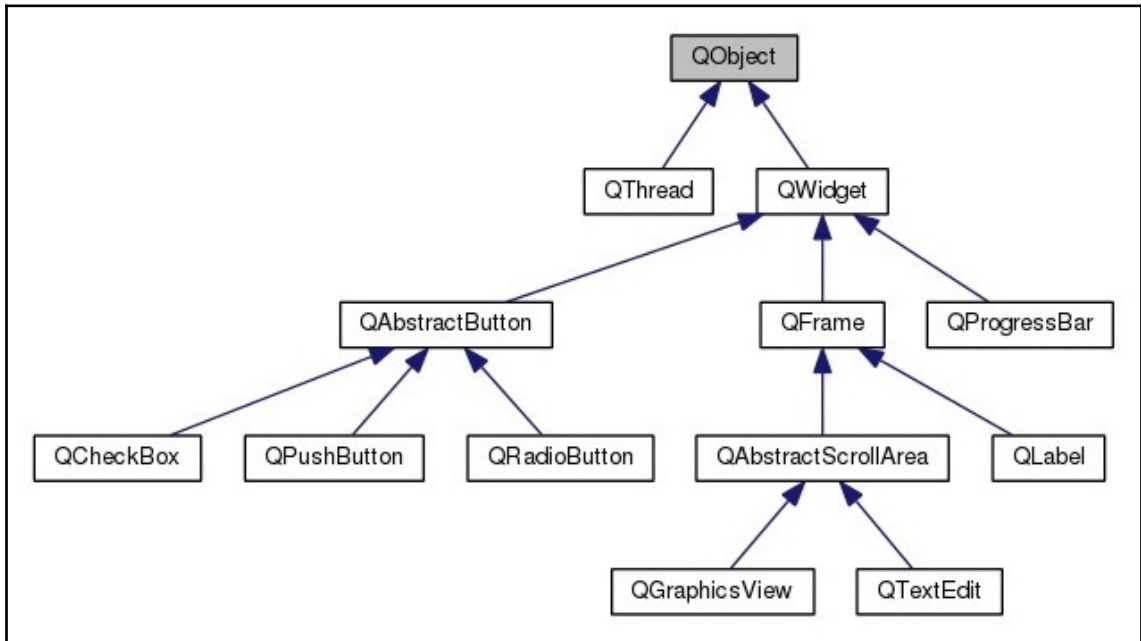 QObject
QThread
QWidget
QAbstractButton
QFrame
QProgressBar
QCheckBox
QPushButton
QRadioButton
QAbstractScrollArea
QLabel
QGraphicsView
QTextEdit